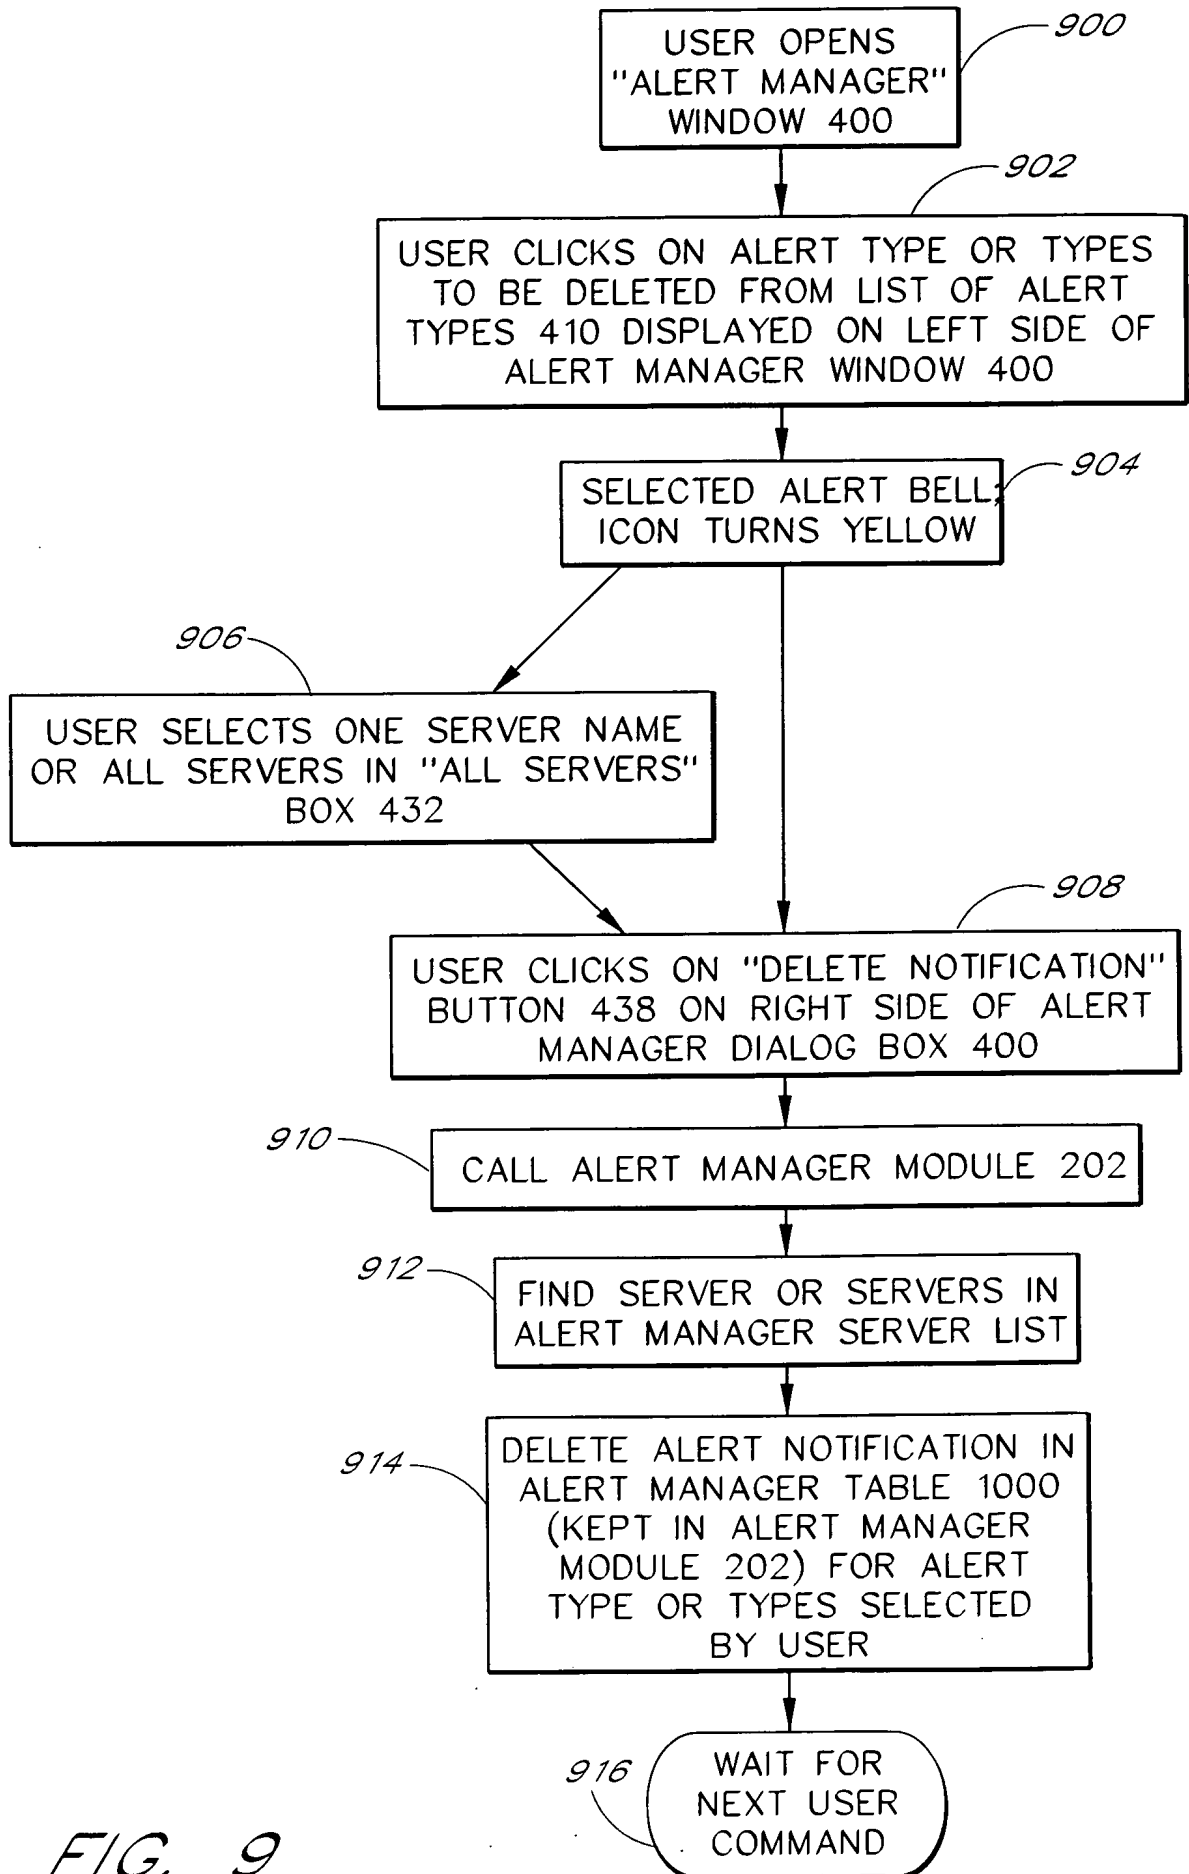 900
USER OPENS
"ALERT MANAGER"
WINDOW 400
902
USER CLICKS ON ALERT TYPE OR TYPES
TO BE DELETED FROM LIST OF ALERT
TYPES 410 DISPLAYED ON LEFT SIDE OF
ALERT MANAGER WINDOW 400
904
SELECTED ALERT BELL
ICON TURNS YELLOW
906
USER SELECTS ONE SERVER NAME
OR ALL SERVERS IN "ALL SERVERS"
BOX 432
908
USER CLICKS ON "DELETE NOTIFICATION"
BUTTON 438 ON RIGHT SIDE OF ALERT
MANAGER DIALOG BOX 400
910
CALL ALERT MANAGER MODULE 202
912
FIND SERVER OR SERVERS IN
ALERT MANAGER SERVER LIST
914
DELETE ALERT NOTIFICATION IN
ALERT MANAGER TABLE 1000
(KEPT IN ALERT MANAGER
MODULE 202) FOR ALERT
TYPE OR TYPES SELECTED
BY USER
916
WAIT FOR
NEXT USER
COMMAND
FIG. 9